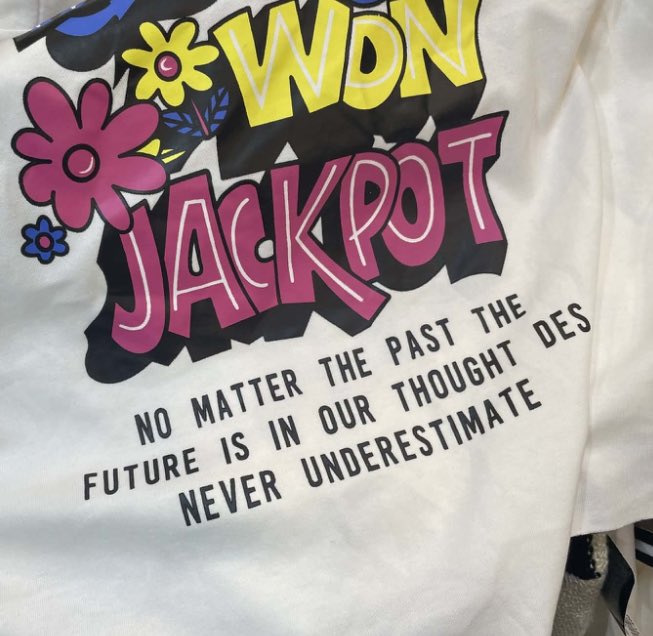 WON
JACKPOT
NO MATTER THE PAST THE
FUTURE IS IN OUR THOUGHT DES
NEVER UNDERESTIMATE